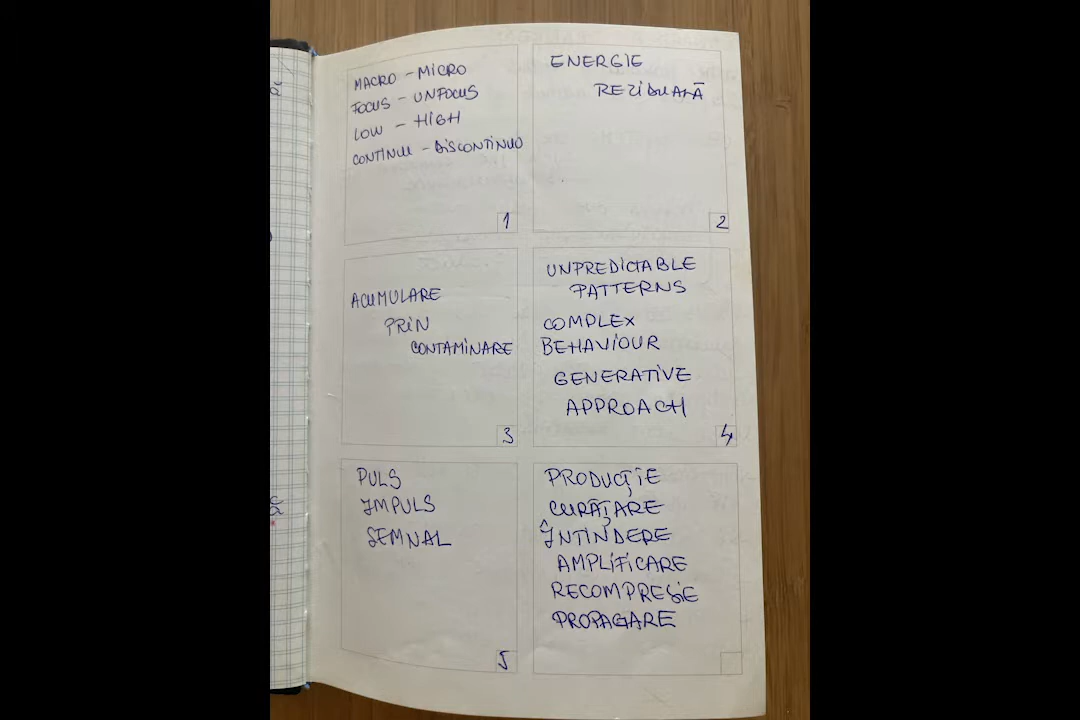 MACRO – MICRO
FOCUS – UNFOCUS
LOW – HIGH
CONTINUU – DISCONTINUU
1
ENERGIE
REZIDUALĂ
2
ACUMULARE
PRIN
CONTAMINARE
3
UNPREDICTABLE
PATTERNS
COMPLEX
BEHAVIOUR
GENERATIVE
APPROACH
4
PULS
IMPULS
SEMNAL
5
PRODUCȚIE
CURĂȚARE
ÎNTINDERE
AMPLIFICARE
RECOMPRESIE
PROPAGARE